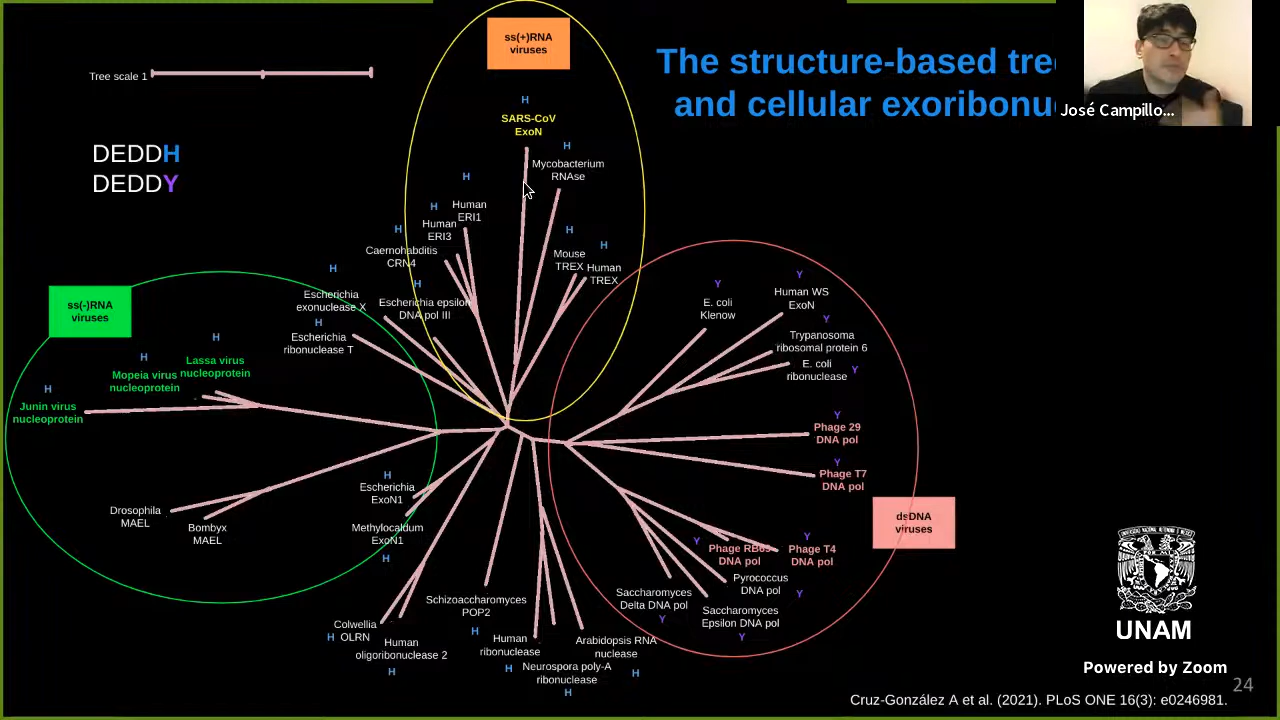 ss(+)RNA
viruses
The structure-based
and cellular
José Campillo...
Tree scale 1
DEDDH
DEDDY
H
SARS-CoV
ExoN
H
Mycobacterium
RNAse
H
Human
ERI1
H
Human
ERI3
H
Caernohabditis
CRN4
H
Mouse
TREX
H
Human
TREX
H
Escherichia
exonuclease X
H
Escherichia epsilon
DNA pol III
H
Escherichia
ribonuclease T
ss(-)RNA
viruses
H
Lassa virus
nucleoprotein
H
Mopeia virus
nucleoprotein
H
Junin virus
nucleoprotein
Y
E. coli
Klenow
Y
Human WS
ExoN
Y
Trypanosoma
ribosomal protein 6
E. coli
ribonuclease Y
Y
Phage 29
DNA pol
Y
Phage T7
DNA pol
dsDNA
viruses
Drosophila
MAEL
Bombyx
MAEL
H
Escherichia
ExoN1
Methylocaldum
ExoN1
H
Y Phage RB69
DNA pol
Y
Phage T4
DNA pol
Pyrococcus
DNA pol
Y
Saccharomyces
Delta DNA pol
Y
Saccharomyces
Epsilon DNA pol
Y
Schizoaccharomyces
POP2
H
Colwellia
H OLRN
Human
oligoribonuclease 2
H
Human
ribonuclease
H
Neurospora poly-A
ribonuclease
H
Arabidopsis RNA
nuclease
H
UNAM
Powered by Zoom
24
Cruz-González A et al. (2021). PLoS ONE 16(3): e0246981.